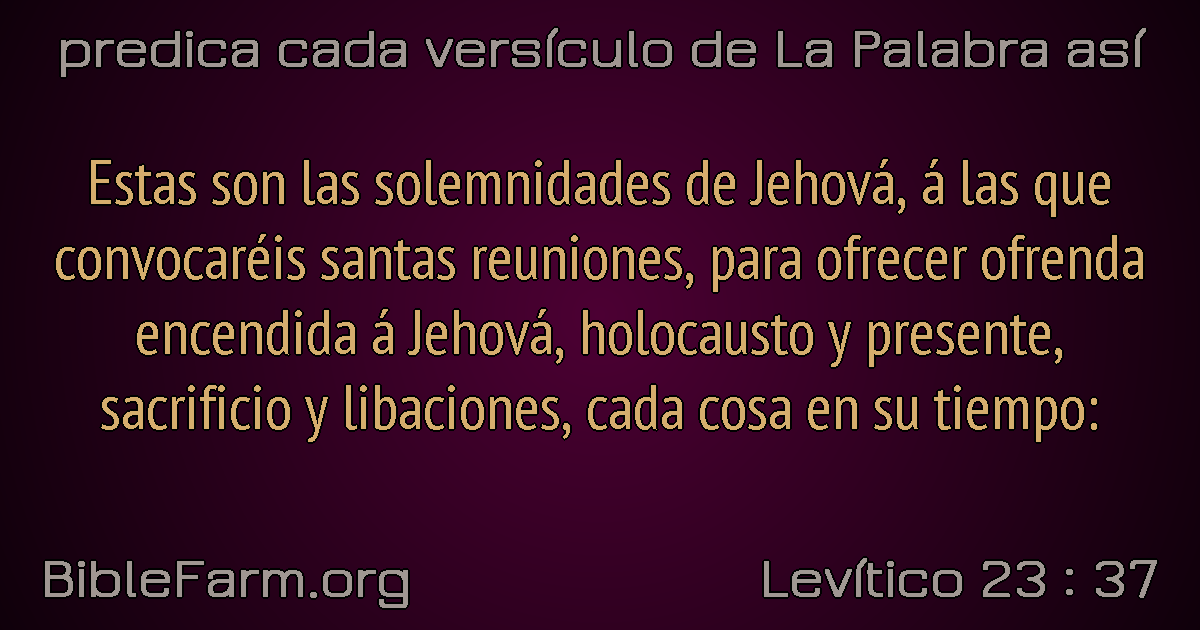 predica cada versículo de La Palabra así
Estas son las solemnidades de Jehová, á las que
convocaréis santas reuniones, para ofrecer ofrenda
encendida á Jehová, holocausto y presente,
sacrificio y libaciones, cada cosa en su tiempo:
BibleFarm.org
Levítico 23 : 37